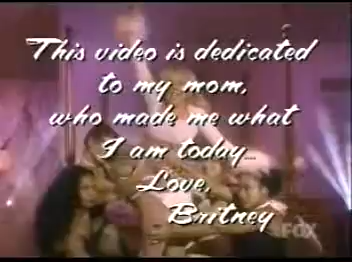 This video is dedicated
to my mom,
who made me what
I am today...
Love,
Britney
FOX